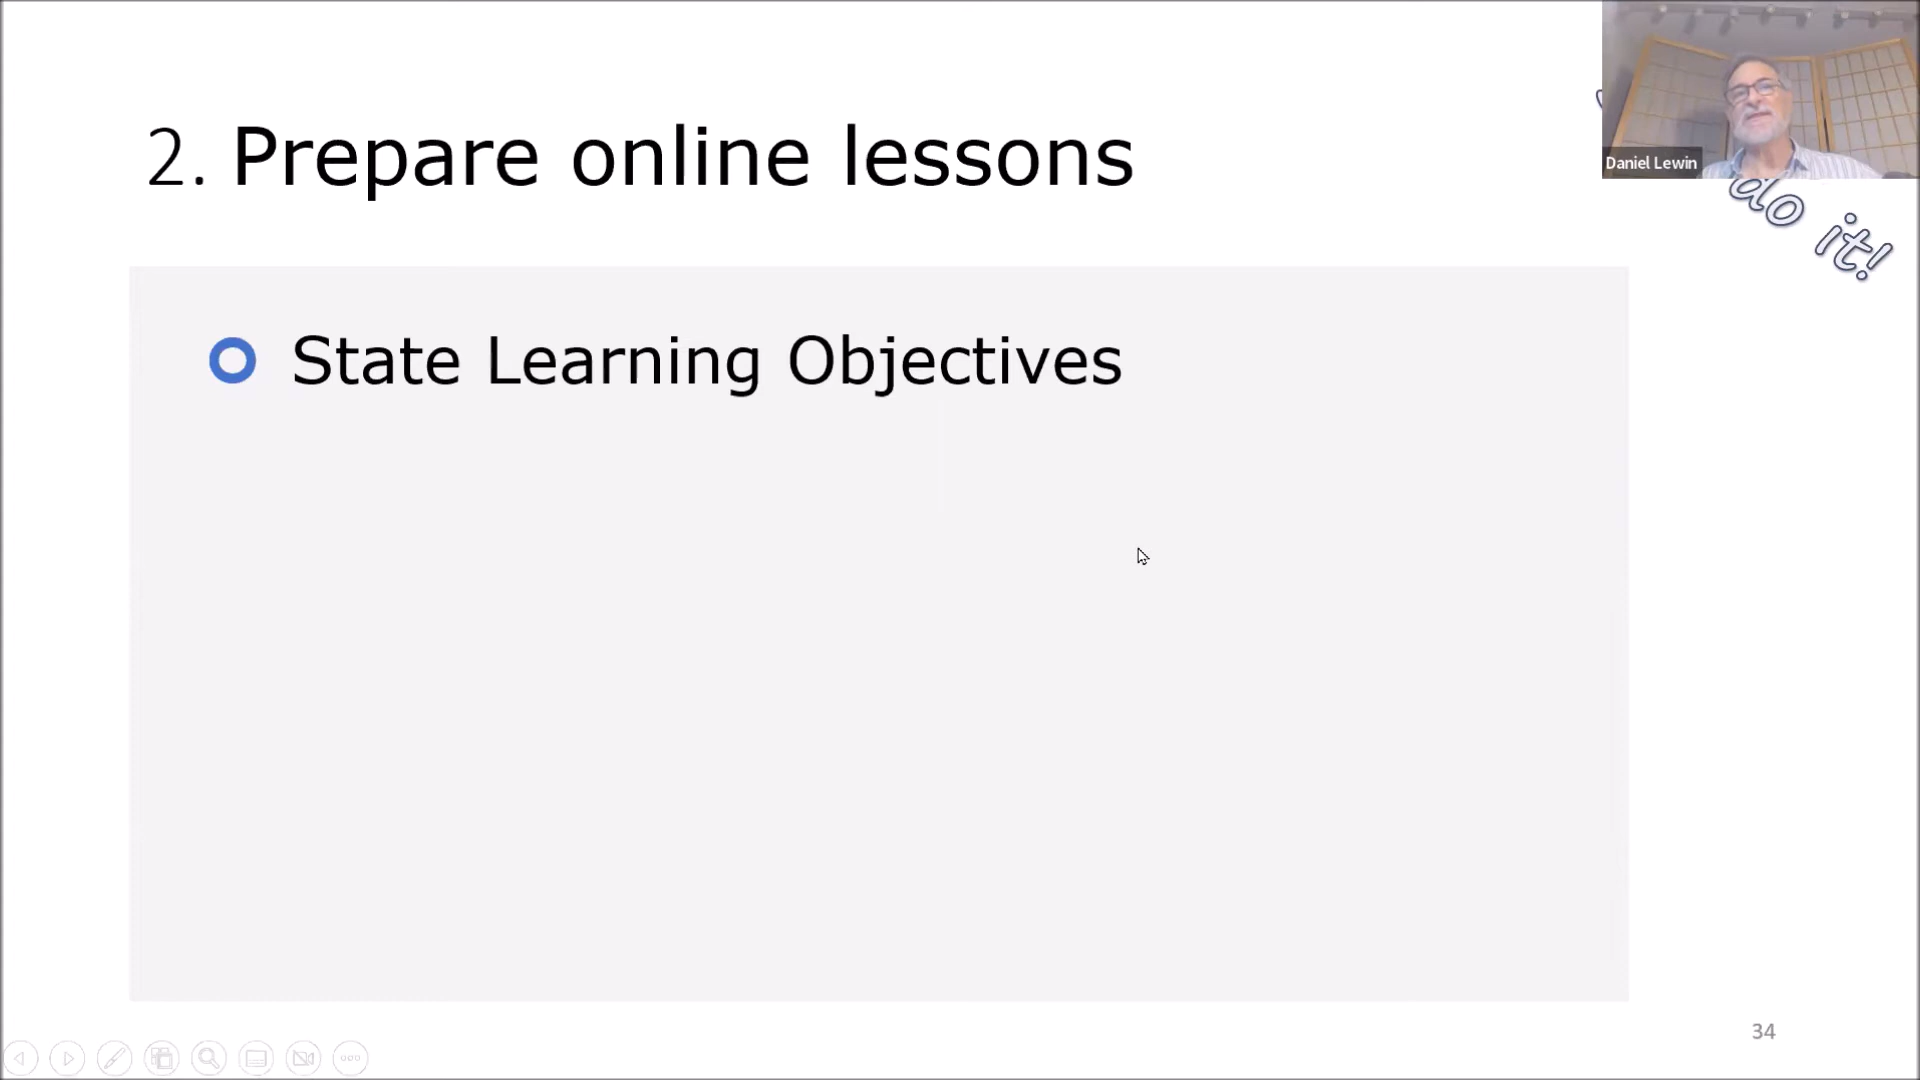 2. Prepare online lessons
Daniel Lewin
do it!
State Learning Objectives
34